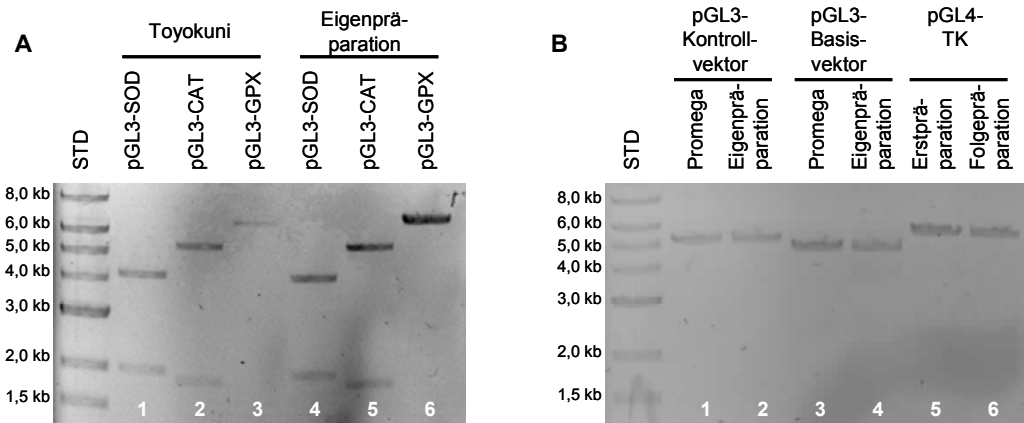 A
Toyokuni
Eigenprä-
paration
STD
pGL3-SOD
pGL3-CAT
pGL3-GPX
pGL3-SOD
pGL3-CAT
pGL3-GPX
8,0 kb
6,0 kb
5,0 kb
4,0 kb
3,0 kb
2,0 kb
1,5 kb
1 2 3 4 5 6
B
pGL3-
Kontroll-
vektor
pGL3-
Basis-
vektor
pGL4-
TK
STD
Promega
Eigenprä-
paration
Promega
Eigenprä-
paration
Erstprä-
paration
Folgeprä-
paration
8,0 kb
6,0 kb
5,0 kb
4,0 kb
3,0 kb
2,0 kb
1,5 kb
1 2 3 4 5 6